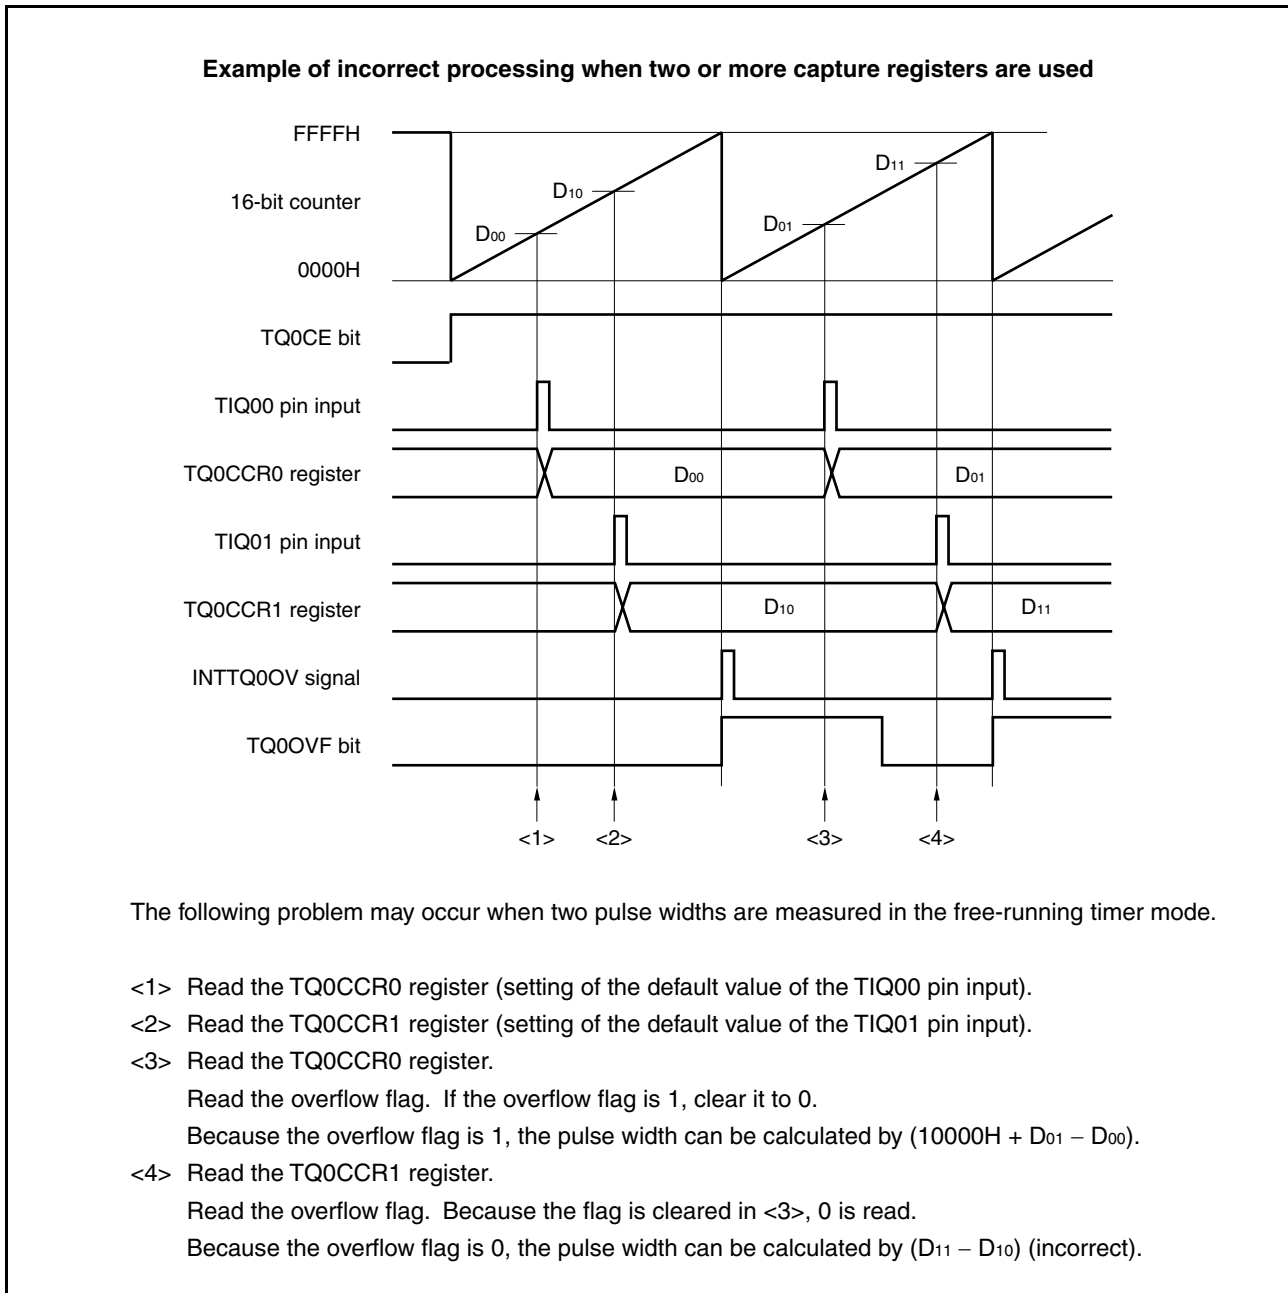 Example of incorrect processing when two or more capture registers are used
FFFFH
D11
D10
16-bit counter
D01
D00
0000H
TQ0CE bit
TIQ00 pin input
TQ0CCR0 register
D00
D01
TIQ01 pin input
TQ0CCR1 register
D10
D11
INTTQ0OV signal
TQ0OVF bit
<1> <2> <3> <4>
The following problem may occur when two pulse widths are measured in the free-running timer mode.
<1> Read the TQ0CCR0 register (setting of the default value of the TIQ00 pin input).
<2> Read the TQ0CCR1 register (setting of the default value of the TIQ01 pin input).
<3> Read the TQ0CCR0 register.
Read the overflow flag. If the overflow flag is 1, clear it to 0.
Because the overflow flag is 1, the pulse width can be calculated by (10000H + D01 − D00).
<4> Read the TQ0CCR1 register.
Read the overflow flag. Because the flag is cleared in <3>, 0 is read.
Because the overflow flag is 0, the pulse width can be calculated by (D11 − D10) (incorrect).